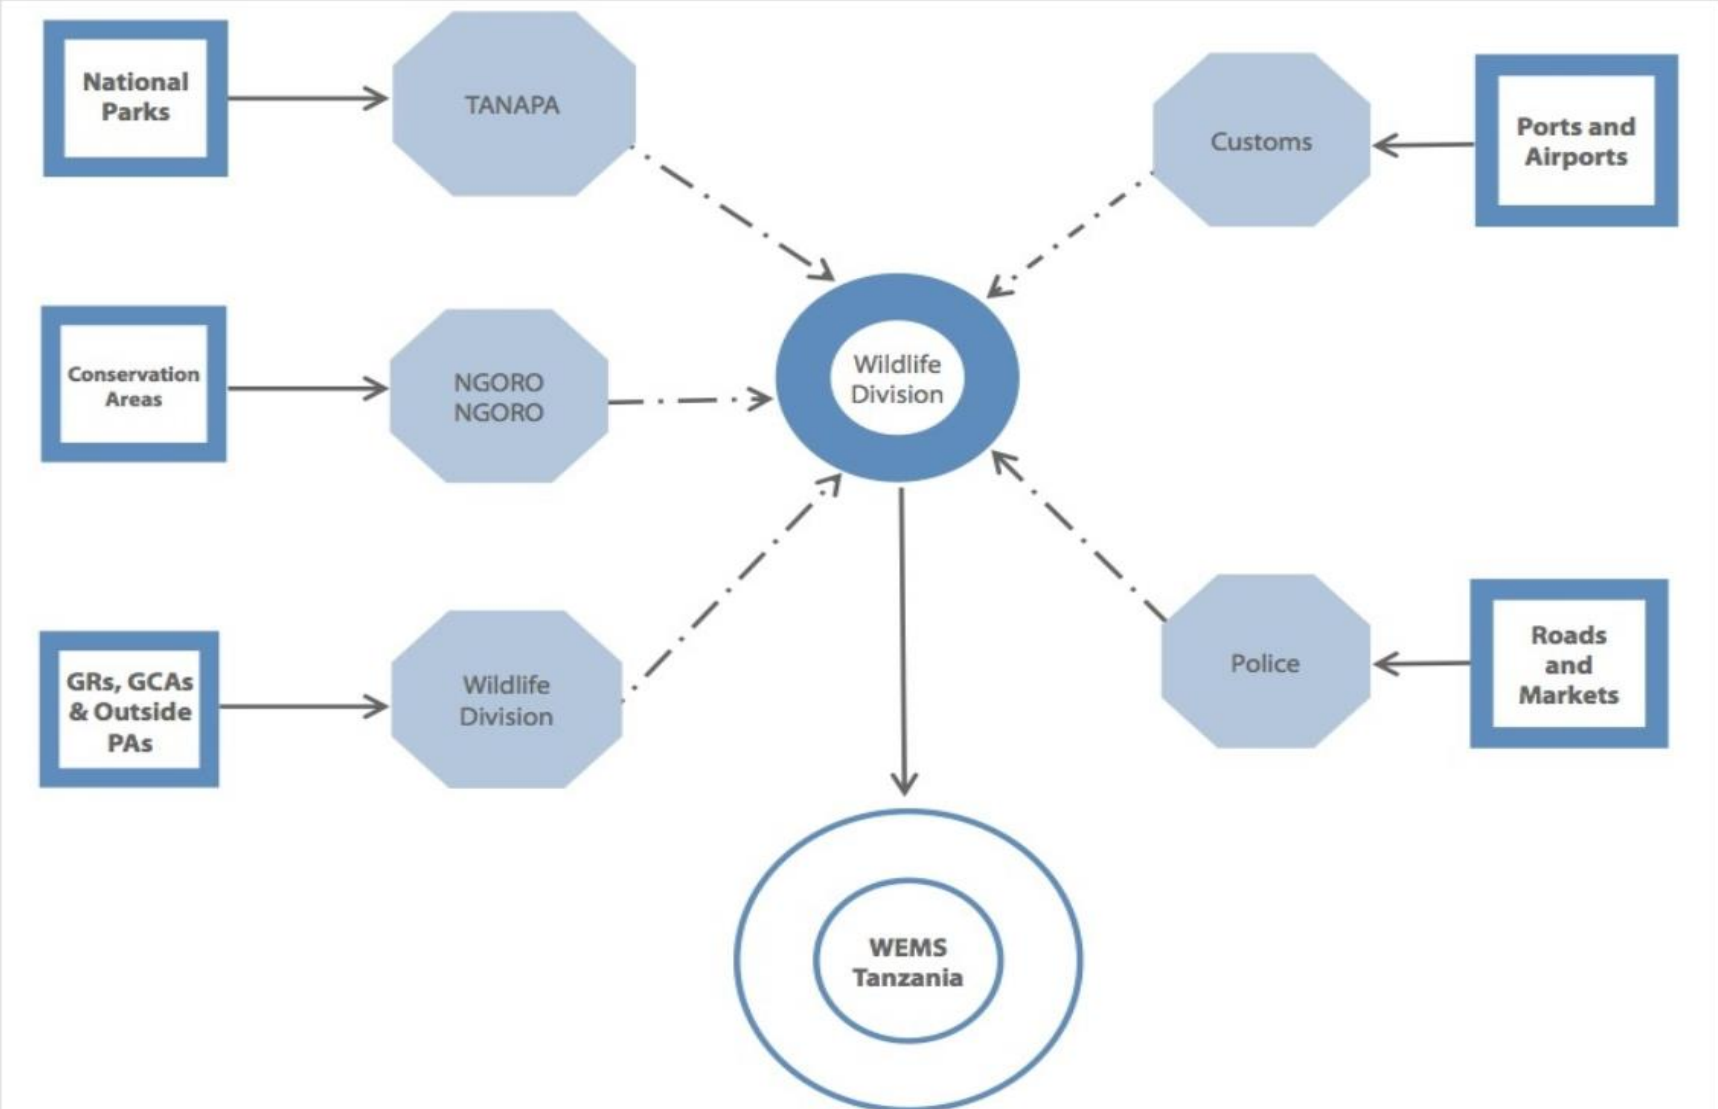 National
Parks
TANAPA
Customs
Ports and
Airports
Conservation
Areas
NGORO
NGORO
Wildlife
Division
GRs, GCAs
& Outside
PAs
Wildlife
Division
Police
Roads
and
Markets
WEMS
Tanzania